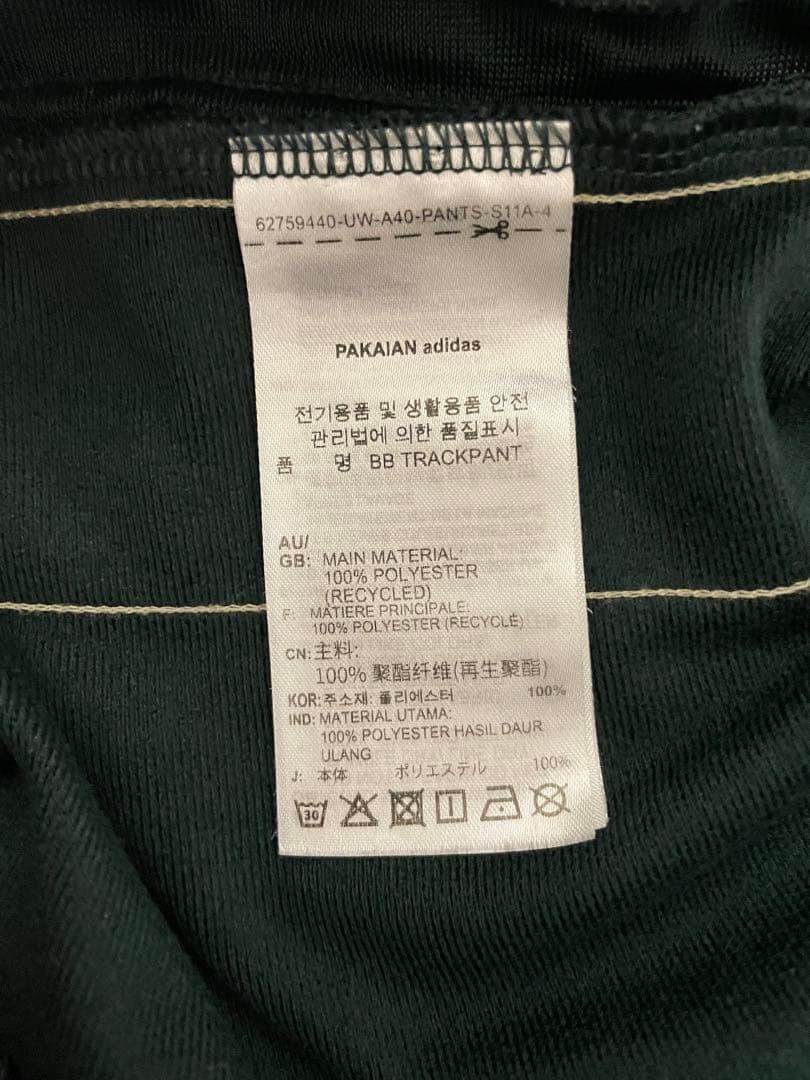 62759440-UW-A40-PANTS-S11A-4
PAKAIAN adidas
전기용품 및 생활용품 안전
관리법에 의한 품질표시
품 명 BB TRACKPANT
AU/
GB: MAIN MATERIAL:
100% POLYESTER
(RECYCLED)
F: MATIERE PRINCIPALE:
100% POLYESTER (RECYCLÉ)
CN: 主料:
100% 聚酯纤维(再生聚酯)
KOR: 주소재: 폴리에스터 100%
IND: MATERIAL UTAMA:
100% POLYESTER HASIL DAUR
ULANG
J: 本体 ポリエステル 100%
30